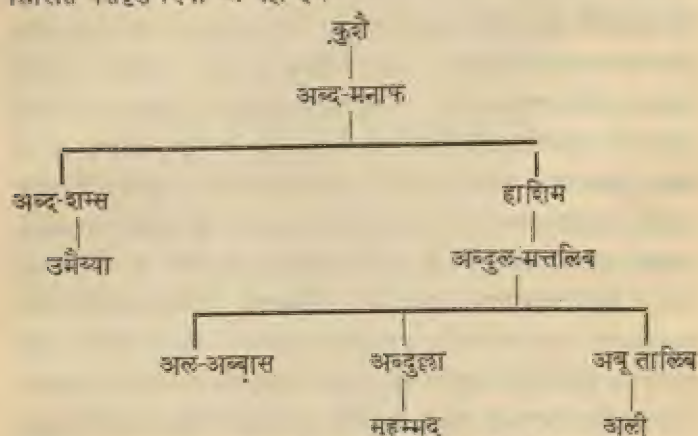 क़ुरै
अब्द-मनाफ
अब्द-शम्स हाशिम
उमैय्या अब्दुल-मत्तलिब
अल-अब्बास अब्दुला अबू तालिब
मुहम्मद अली